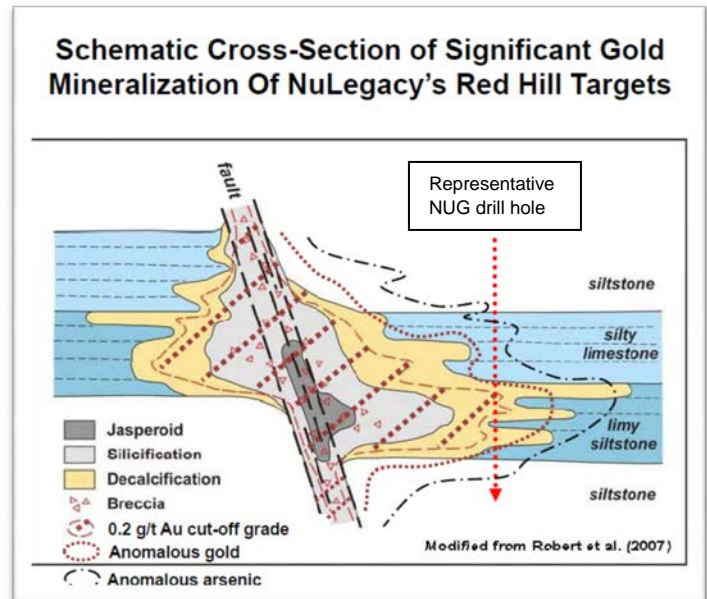 Schematic Cross-Section of Significant Gold
Mineralization Of NuLegacy's Red Hill Targets
fault
Representative
NUG drill hole
siltstone
silty
limestone
limy
siltstone
siltstone
Jasperoid
Silicification
Decalcification
Breccia
0.2 g/t Au cut-off grade
Anomalous gold
Anomalous arsenic
Modified from Robert et al. (2007)